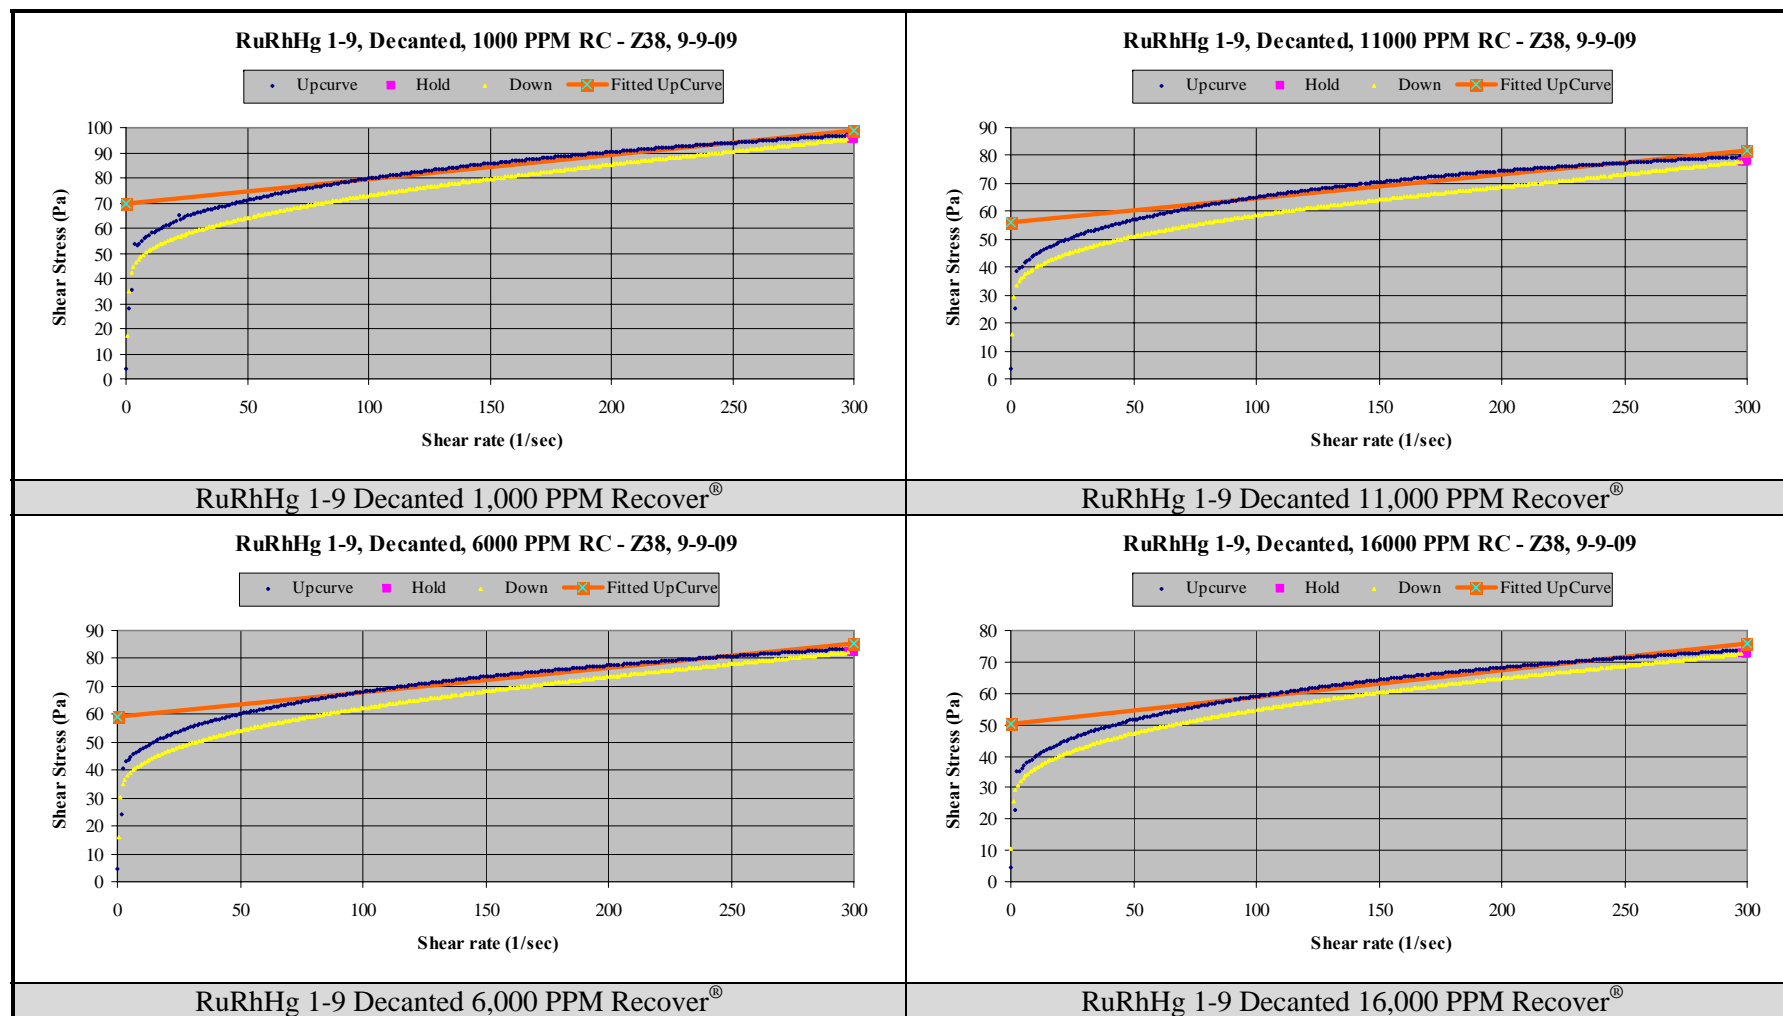 RuRhHg 1-9, Decanted, 1000 PPM RC - Z38, 9-9-09
Upcurve Hold Down Fitted UpCurve
100
90
80
70
60
50
40
30
20
10
0
Shear Stress (Pa)
0 50 100 150 200 250 300
Shear rate (1/sec)
RuRhHg 1-9 Decanted 1,000 PPM Recover®
RuRhHg 1-9, Decanted, 11000 PPM RC - Z38, 9-9-09
Upcurve Hold Down Fitted UpCurve
90
80
70
60
50
40
30
20
10
0
Shear Stress (Pa)
0 50 100 150 200 250 300
Shear rate (1/sec)
RuRhHg 1-9 Decanted 11,000 PPM Recover®
RuRhHg 1-9, Decanted, 6000 PPM RC - Z38, 9-9-09
Upcurve Hold Down Fitted UpCurve
90
80
70
60
50
40
30
20
10
0
Shear Stress (Pa)
0 50 100 150 200 250 300
Shear rate (1/sec)
RuRhHg 1-9 Decanted 6,000 PPM Recover®
RuRhHg 1-9, Decanted, 16000 PPM RC - Z38, 9-9-09
Upcurve Hold Down Fitted UpCurve
80
70
60
50
40
30
20
10
0
Shear Stress (Pa)
0 50 100 150 200 250 300
Shear rate (1/sec)
RuRhHg 1-9 Decanted 16,000 PPM Recover®